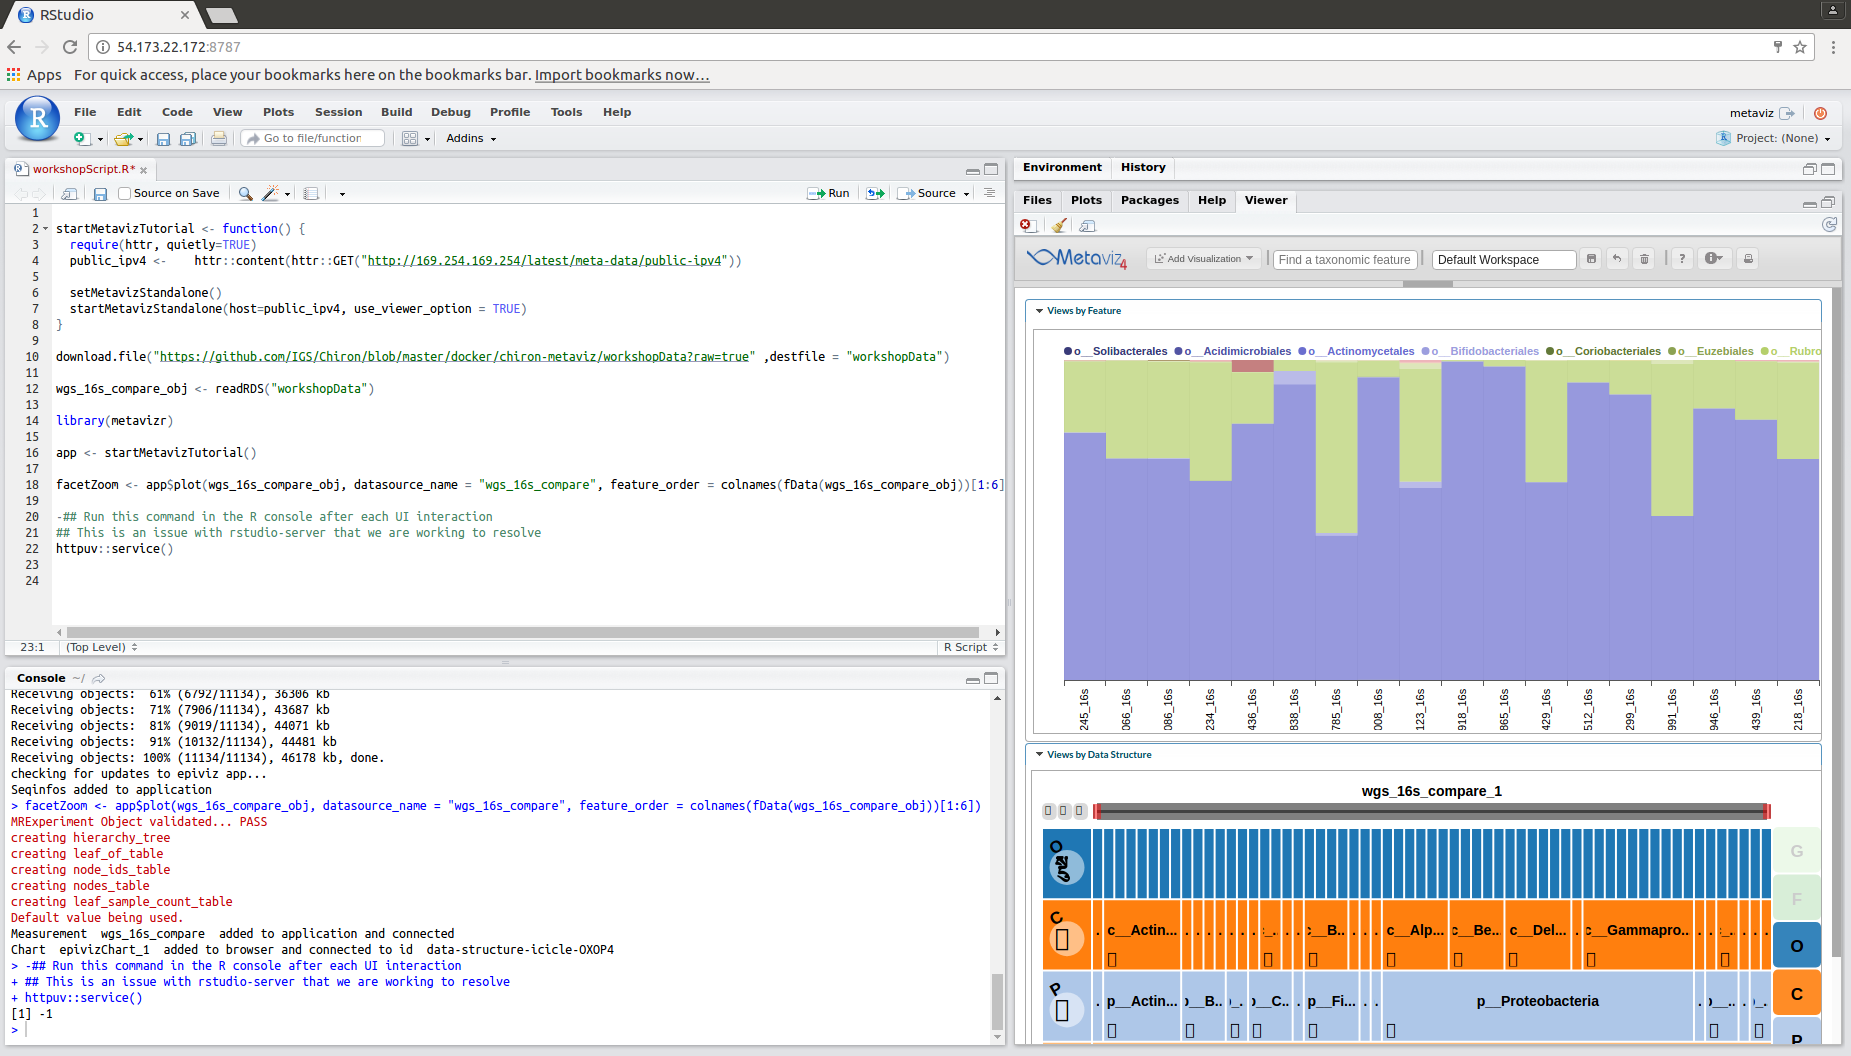 RStudio
54.173.22.172:8787
Apps For quick access, place your bookmarks here on the bookmarks bar. Import bookmarks now...
File Edit Code View Plots Session Build Debug Profile Tools Help
metaviz
Go to file/function Addins
Project: (None)
workshopScript.R*
Source on Save Run Source
1
2 startMetavizTutorial <- function() {
3 require(httr, quietly=TRUE)
4 public_ipv4 <- httr::content(httr::GET("http://169.254.169.254/latest/meta-data/public-ipv4"))
5
6 setMetavizStandalone()
7 startMetavizStandalone(host=public_ipv4, use_viewer_option = TRUE)
8 }
9
10 download.file("https://github.com/IGS/Chiron/blob/master/docker/chiron-metaviz/workshopData?raw=true" ,destfile = "workshopData")
11
12 wgs_16s_compare_obj <- readRDS("workshopData")
13
14 library(metavizr)
15
16 app <- startMetavizTutorial()
17
18 facetZoom <- app$plot(wgs_16s_compare_obj, datasource_name = "wgs_16s_compare", feature_order = colnames(fData(wgs_16s_compare_obj))[1:6]
19
20 -## Run this command in the R console after each UI interaction
21 ## This is an issue with rstudio-server that we are working to resolve
22 httpuv::service()
23
24
23:1 (Top Level) R Script
Console ~/
Receiving objects: 61% (6792/11134), 36306 kb
Receiving objects: 71% (7906/11134), 43687 kb
Receiving objects: 81% (9019/11134), 44071 kb
Receiving objects: 91% (10132/11134), 44481 kb
Receiving objects: 100% (11134/11134), 46178 kb, done.
checking for updates to epiviz app...
Seqinfos added to application
> facetZoom <- app$plot(wgs_16s_compare_obj, datasource_name = "wgs_16s_compare", feature_order = colnames(fData(wgs_16s_compare_obj))[1:6])
MRExperiment Object validated... PASS
creating hierarchy_tree
creating leaf_of_table
creating node_ids_table
creating nodes_table
creating leaf_sample_count_table
Default value being used.
Measurement wgs_16s_compare added to application and connected
Chart epivizChart_1 added to browser and connected to id data-structure-icicle-OXOP4
> -## Run this command in the R console after each UI interaction
+ ## This is an issue with rstudio-server that we are working to resolve
+ httpuv::service()
[1] -1
>
Environment History
Files Plots Packages Help Viewer
Metaviz 4 Add Visualization Find a taxonomic feature Default Workspace ?
Views by Feature
o__Solibacterales o__Acidimicrobiales o__Actinomycetales o__Bifidobacteriales o__Coriobacteriales o__Euzebiales o__Rubro
245_16s 066_16s 086_16s 234_16s 436_16s 838_16s 785_16s 008_16s 123_16s 918_16s 865_16s 429_16s 512_16s 299_16s 991_16s 946_16s 439_16s 218_16s
Views by Data Structure
wgs_16s_compare_1
O G
F
C c__Actin... c__B.. c__Alp... c__Be... c__Del... c__Gammapro...
O
C
P p__Actin... p__B.. p__C.. p__Fi... p__Proteobacteria p__..
P